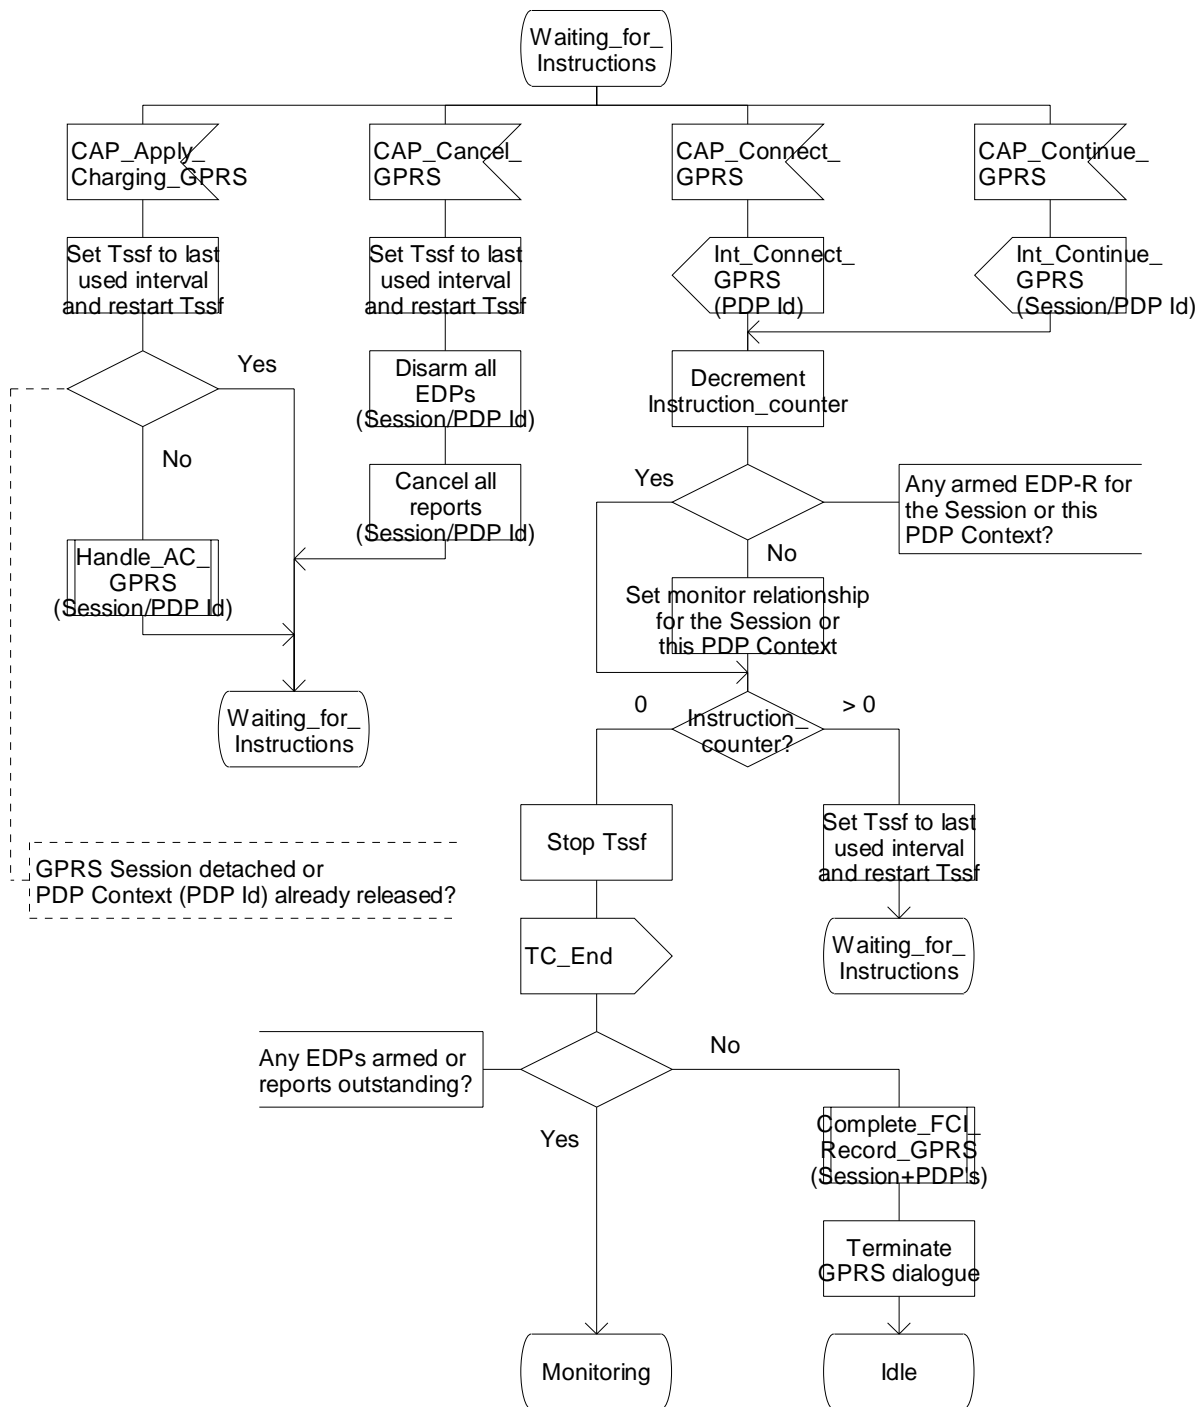 Waiting_for_
Instructions
CAP_Apply_
Charging_GPRS
CAP_Cancel_
GPRS
CAP_Connect_
GPRS
CAP_Continue_
GPRS
Set Tssf to last
used interval
and restart Tssf
Set Tssf to last
used interval
and restart Tssf
Int_Connect_
GPRS
(PDP Id)
Int_Continue_
GPRS
(Session/PDP Id)
Yes
No
Disarm all
EDPs
(Session/PDP Id)
Decrement
Instruction_counter
Cancel all
reports
(Session/PDP Id)
Yes
No
Any armed EDP-R for
the Session or this
PDP Context?
Handle_AC_
GPRS
(Session/PDP Id)
Set monitor relationship
for the Session or
this PDP Context
Waiting_for_
Instructions
0
Instruction_
counter?
> 0
Stop Tssf
Set Tssf to last
used interval
and restart Tssf
GPRS Session detached or
PDP Context (PDP Id) already released?
TC_End
Waiting_for_
Instructions
Any EDPs armed or
reports outstanding?
No
Yes
Complete_FCI_
Record_GPRS
(Session+PDP's)
Terminate
GPRS dialogue
Monitoring
Idle